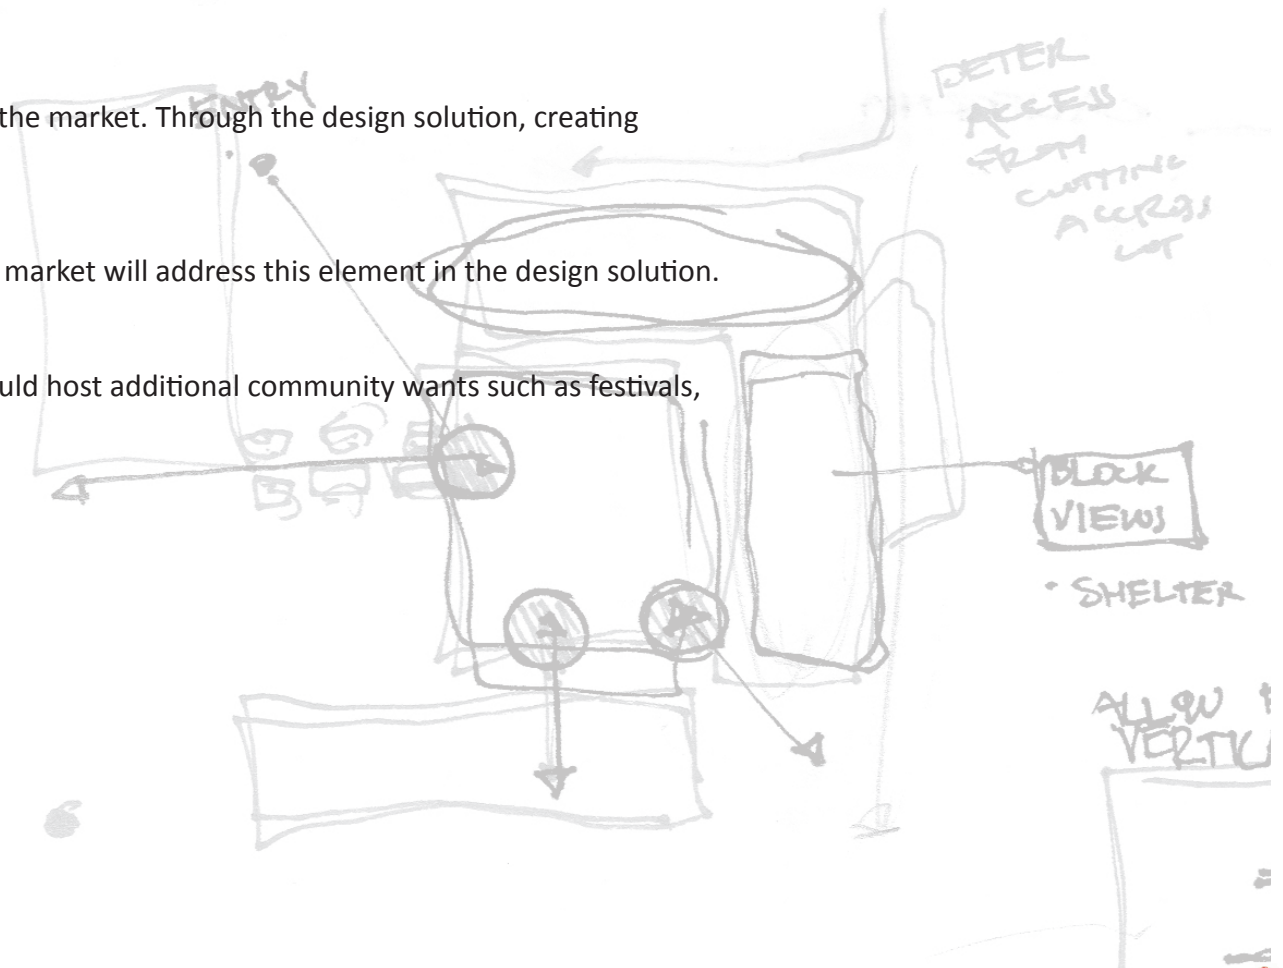 ENTRY
the market. Through the design solution, creating
market will address this element in the design solution.
uld host additional community wants such as festivals,
DETER
ACCESS
FROM
CUTTING
ACCROSS
LOT
BLOCK
VIEWS
• SHELTER
ALLOW
VERTICA